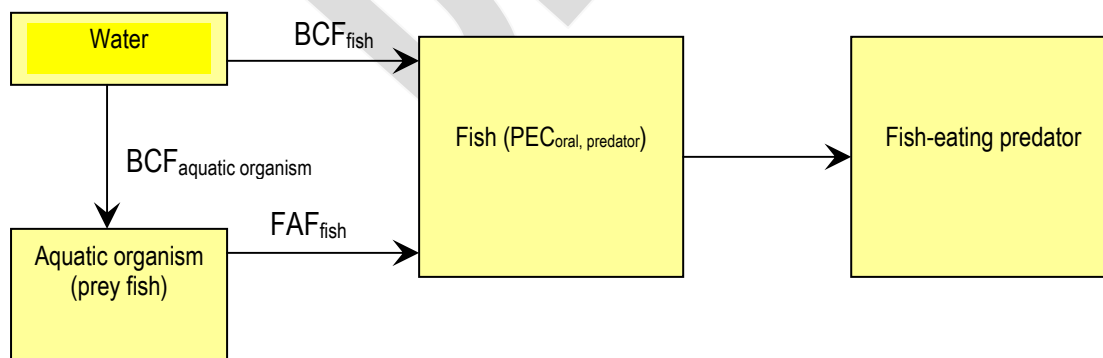 Water
BCFfish
Fish (PECoral, predator)
Fish-eating predator
BCFaquatic organism
FAFfish
Aquatic organism
(prey fish)